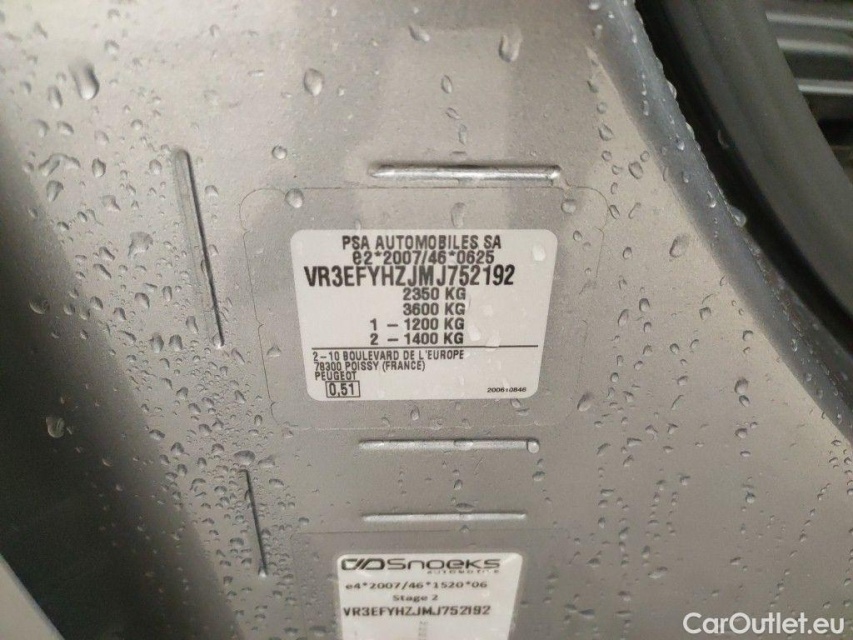 PSA AUTOMOBILES SA
e2*2007/46*0625
VR3EFYHZJMJ752192
2350 KG
3600 KG
1 - 1200 KG
2 - 1400 KG
2-10 BOULEVARD DE L'EUROPE
78300 POISSY (FRANCE)
PEUGEOT
0,51
Snoeks
AUTOMOTIVE
e4*2007/46*1520*06
Stage 2
VR3EFYHZJMJ752192
CarOutlet.eu